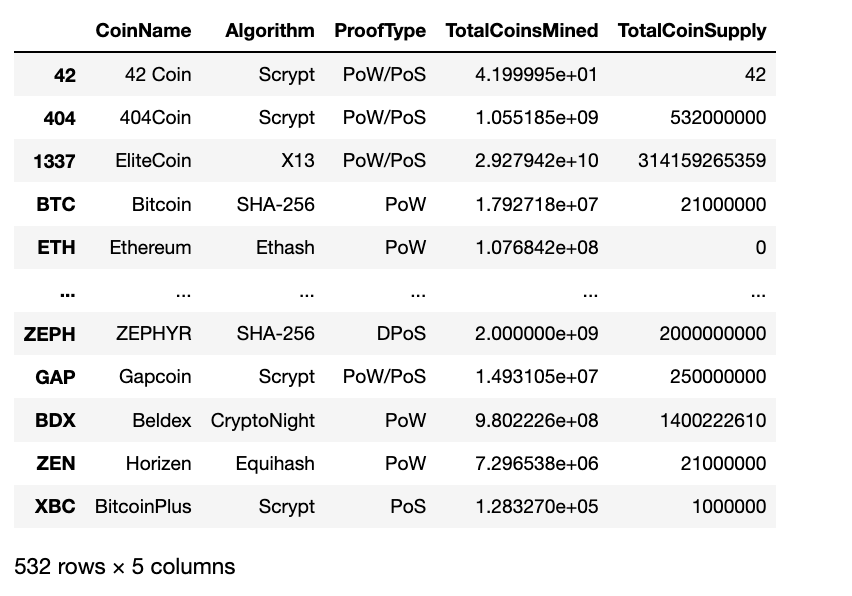 CoinName Algorithm ProofType TotalCoinsMined TotalCoinSupply
42 42 Coin Scrypt PoW/PoS 4.199995e+01 42
404 404Coin Scrypt PoW/PoS 1.055185e+09 532000000
1337 EliteCoin X13 PoW/PoS 2.927942e+10 314159265359
BTC Bitcoin SHA-256 PoW 1.792718e+07 21000000
ETH Ethereum Ethash PoW 1.076842e+08 0
... ... ... ... ... ...
ZEPH ZEPHYR SHA-256 DPoS 2.000000e+09 2000000000
GAP Gapcoin Scrypt PoW/PoS 1.493105e+07 250000000
BDX Beldex CryptoNight PoW 9.802226e+08 1400222610
ZEN Horizen Equihash PoW 7.296538e+06 21000000
XBC BitcoinPlus Scrypt PoS 1.283270e+05 1000000
532 rows × 5 columns